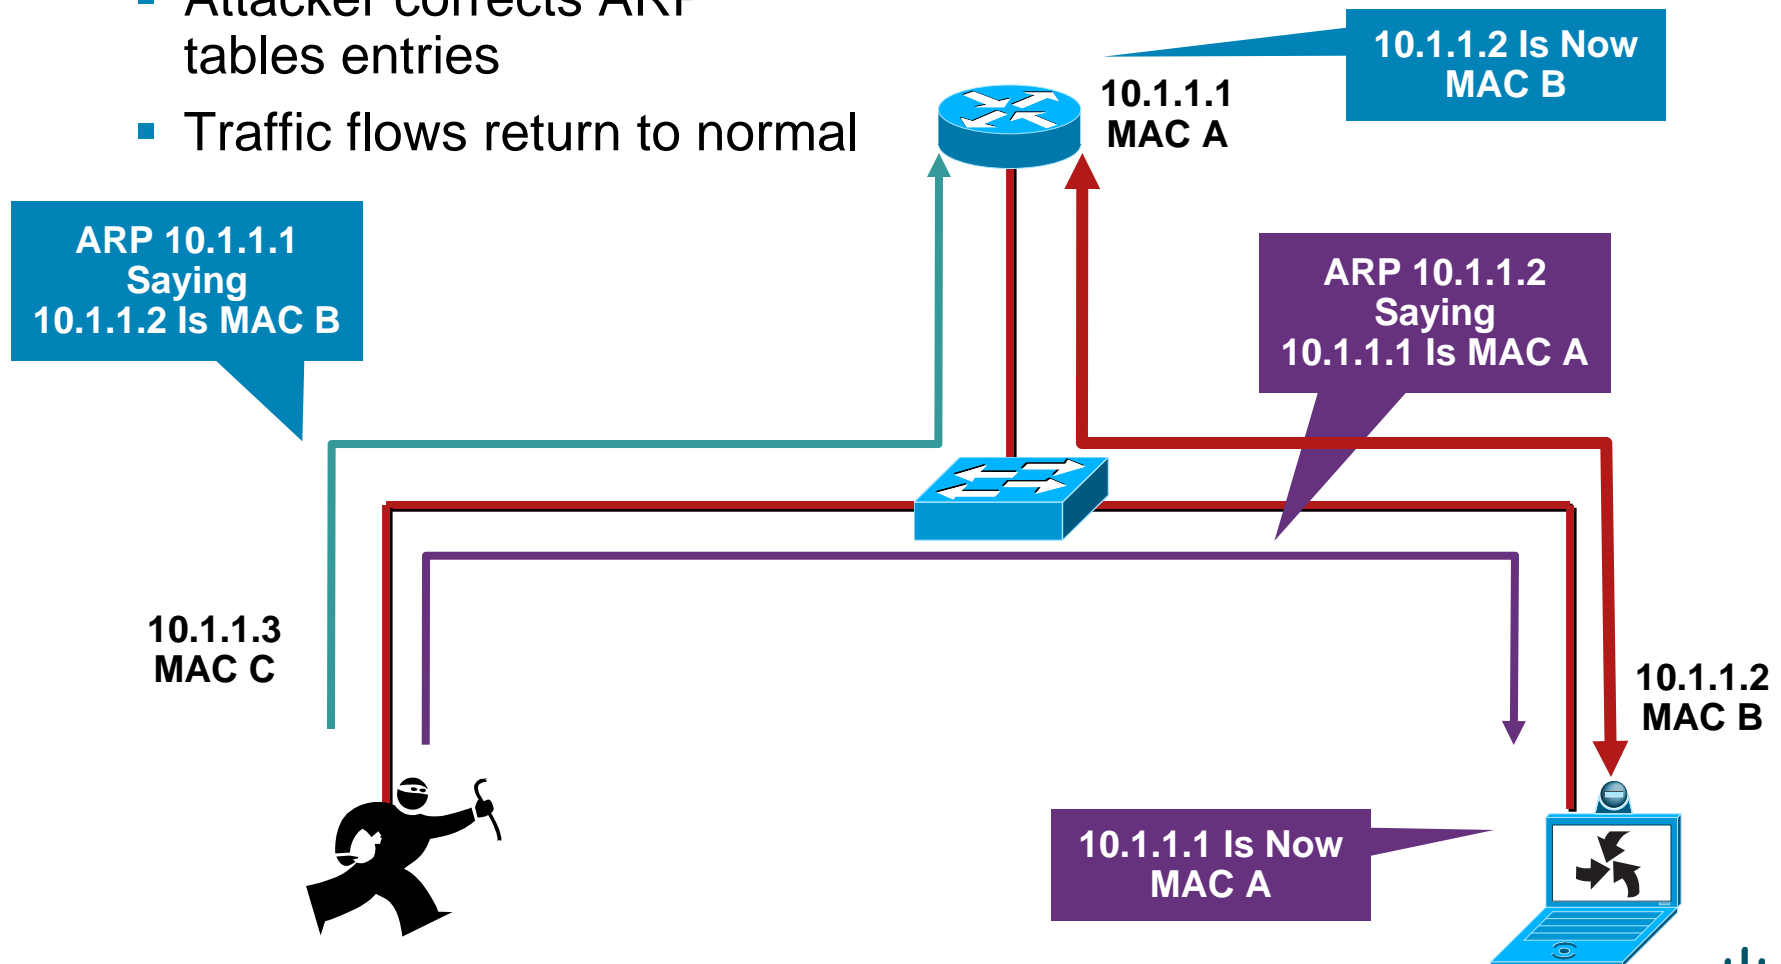 Attacker corrects ARP
tables entries
Traffic flows return to normal
10.1.1.2 Is Now
MAC B
10.1.1.1
MAC A
ARP 10.1.1.1
Saying
10.1.1.2 Is MAC B
ARP 10.1.1.2
Saying
10.1.1.1 Is MAC A
10.1.1.3
MAC C
10.1.1.2
MAC B
10.1.1.1 Is Now
MAC A